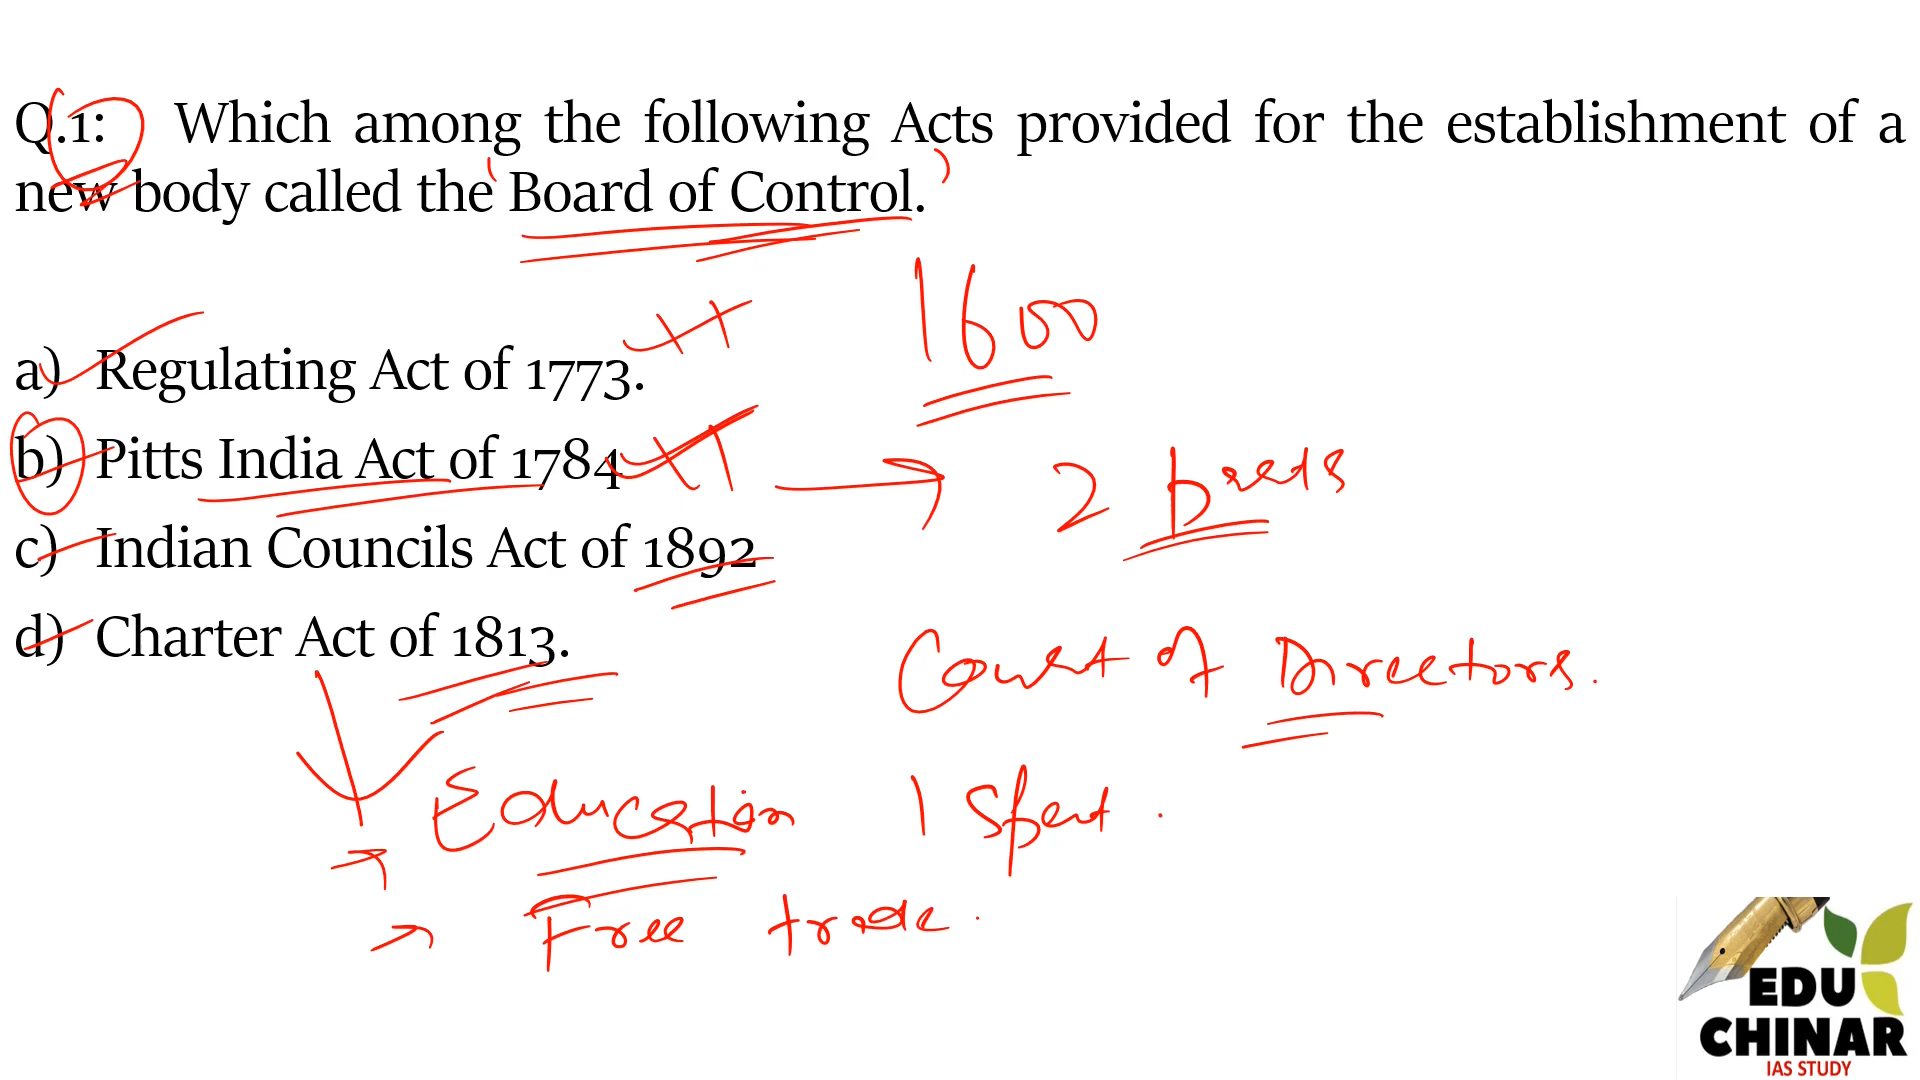 Q.1: Which among the following Acts provided for the establishment of a
new body called the Board of Control.
1600
a) Regulating Act of 1773.
b) Pitts India Act of 1784
2
c) Indian Councils Act of 1892
d) Charter Act of 1813.
Court of Directors.
Education 1
Free trade.
EDU
CHINAR
IAS STUDY